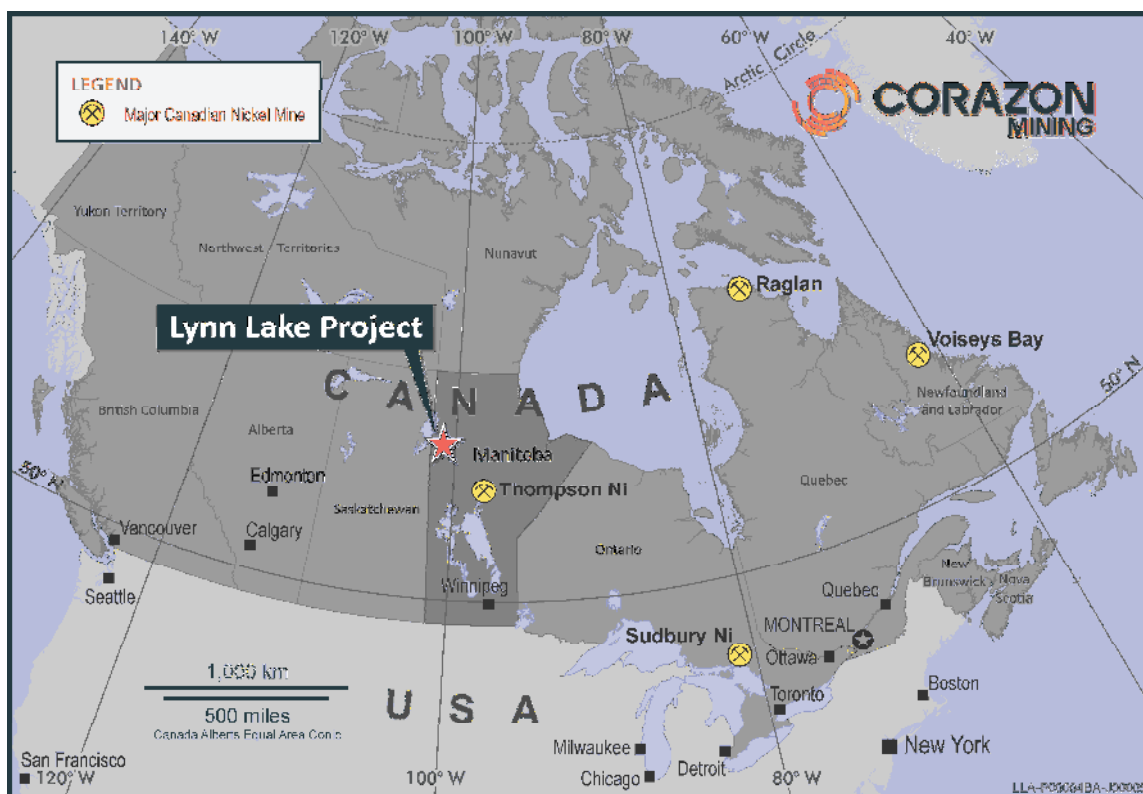 140° W
120° W
100° W
80° W
60° W
40° W
Arctic Circle
LEGEND
Major Canadian Nickel Mine
CORAZON
MINING
Yukon Territory
Northwest Territories
Nunavut
Raglan
Lynn Lake Project
Voiseys Bay
50° N
CANADA
Newfoundland
and Labrador
British Columbia
Alberta
Manitoba
Edmonton
Thompson Ni
Quebec
50° N
Saskatchewan
Vancouver
Calgary
Ontario
Seattle
Winnipeg
New
Brunswick
Nova
Scotia
Quebec
MONTREAL
Sudbury Ni
Ottawa
1,000 km
500 miles
Canada Albers Equal Area Conic
USA
Toronto
Boston
Milwaukee
Detroit
New York
San Francisco
Chicago
120° W
100° W
80° W